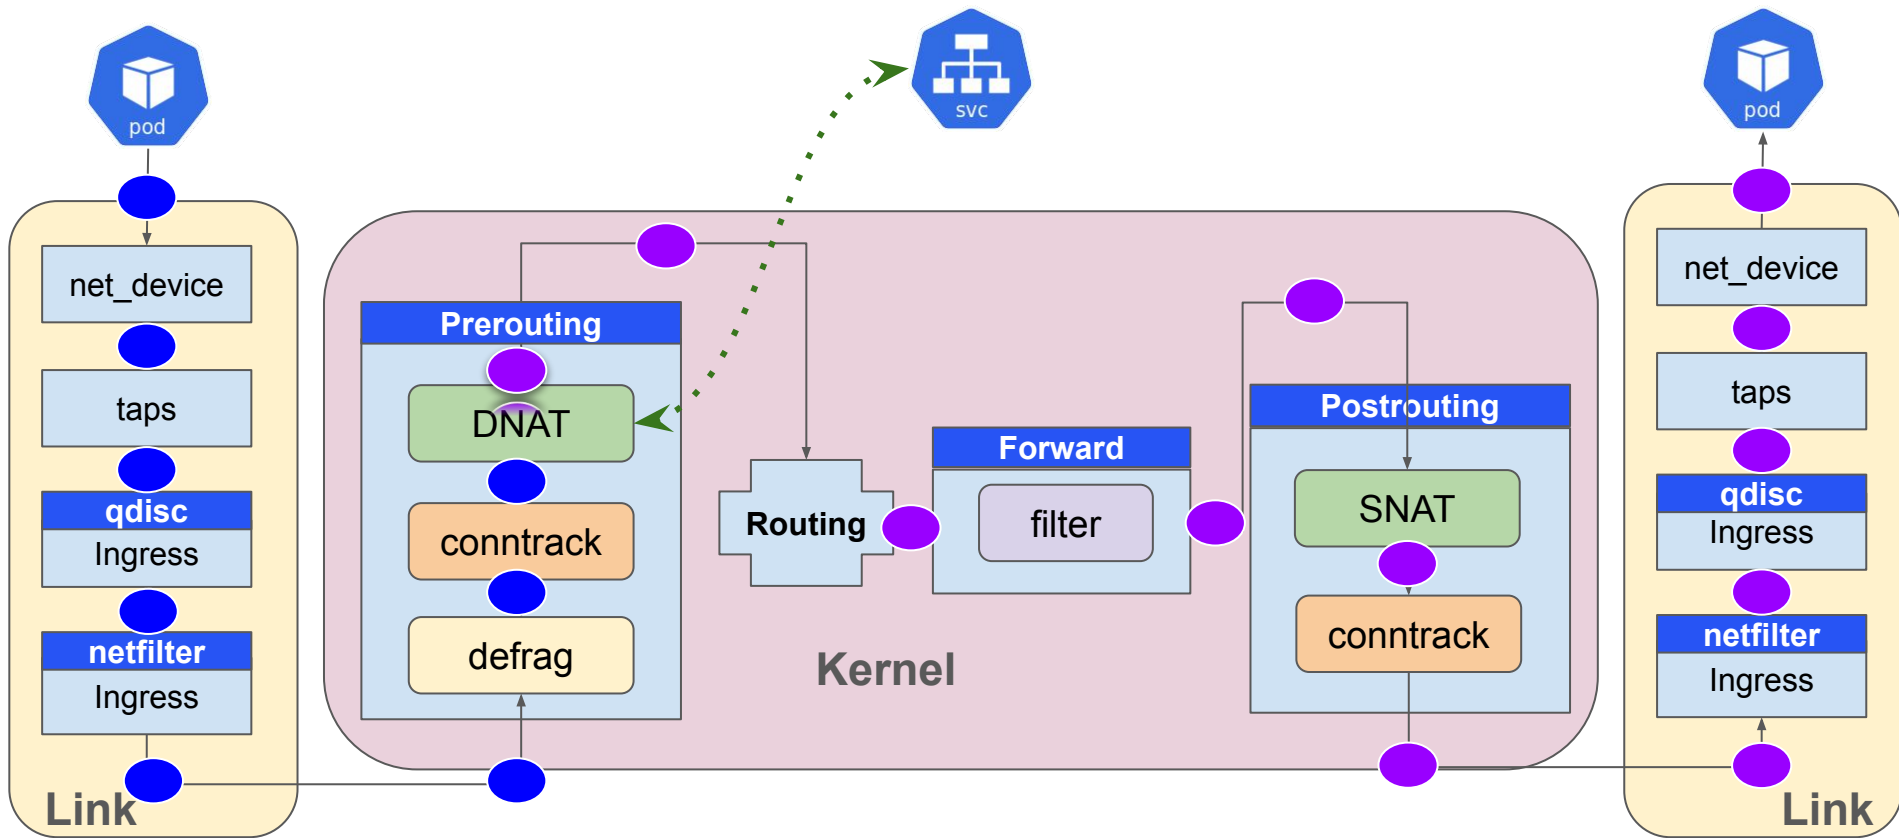 pod
net_device
taps
qdisc
Ingress
netfilter
Ingress
Link
svc
Prerouting
DNAT
conntrack
defrag
Routing
Kernel
Forward
filter
Postrouting
SNAT
conntrack
pod
net_device
taps
qdisc
Ingress
netfilter
Ingress
Link